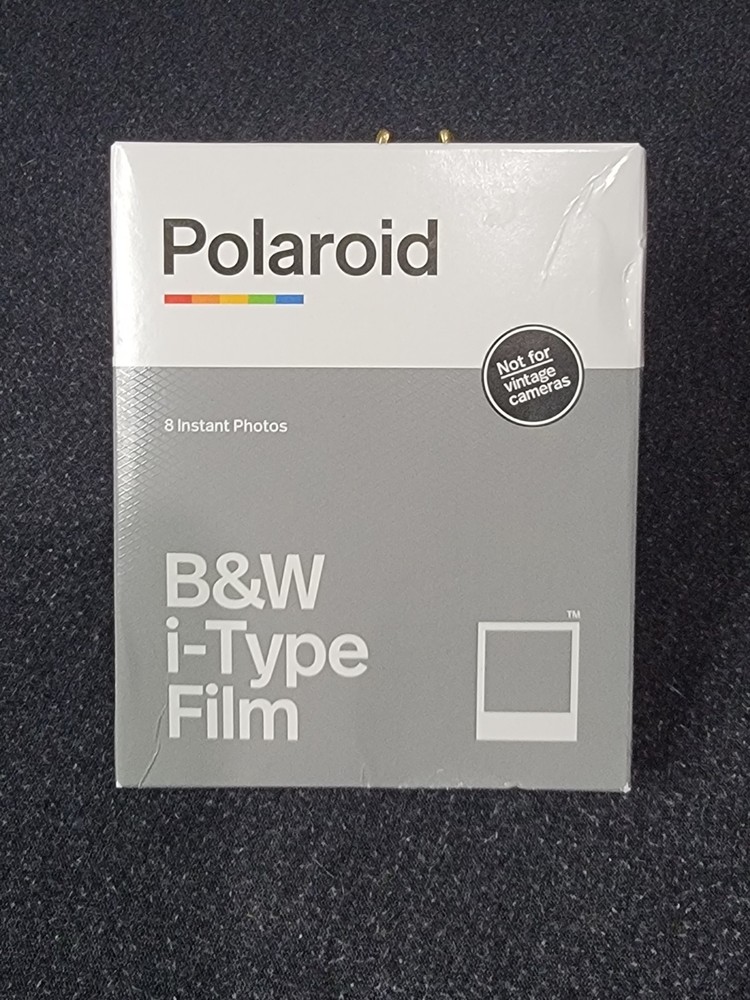 Polaroid
Not for
vintage
cameras
8 Instant Photos
B&W
i-Type
Film
TM